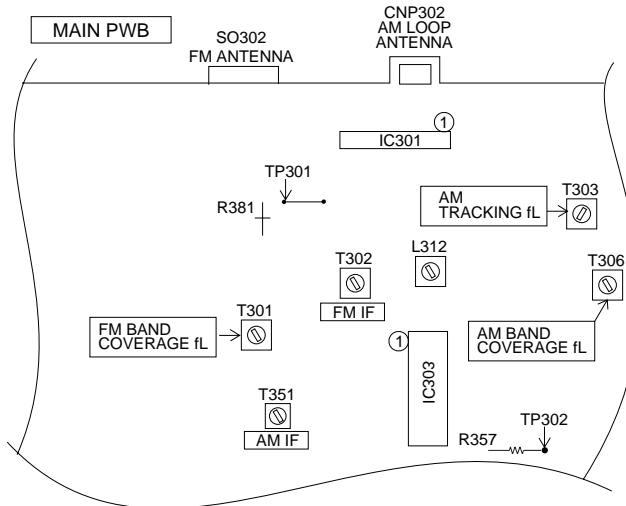 MAIN PWB
SO302
FM ANTENNA
CNP302
AM LOOP
ANTENNA
1
IC301
TP301
R381
AM
TRACKING fL
T303
T302
L312
T306
FM IF
T301
FM BAND
COVERAGE fL
1
AM BAND
COVERAGE fL
IC303
T351
AM IF
R357
TP302